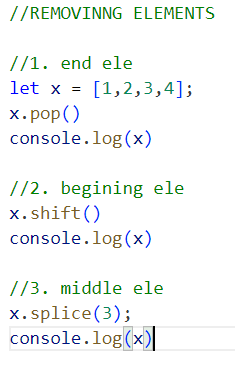 //REMOVINNG ELEMENTS
//1. end ele
let x = [1,2,3,4];
x.pop()
console.log(x)
//2. begining ele
x.shift()
console.log(x)
//3. middle ele
x.splice(3);
console.log(x)